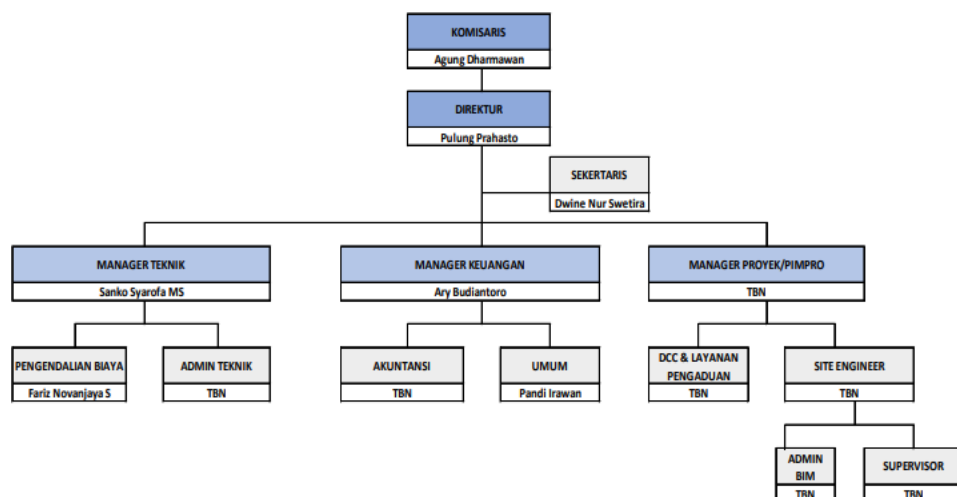 KOMISARIS
Agung Dharmawan
DIREKTUR
Pulung Prahasto
SEKERTARIS
Dwine Nur Swetira
MANAGER TEKNIK
Sanko Syarofa MS
MANAGER KEUANGAN
Ary Budiantoro
MANAGER PROYEK/PIMPRO
TBN
PENGENDALIAN BIAYA
Fariz Novanjaya S
ADMIN TEKNIK
TBN
AKUNTANSI
TBN
UMUM
Pandi Irawan
DCC & LAYANAN
PENGADUAN
TBN
SITE ENGINEER
TBN
ADMIN
BIM
TBN
SUPERVISOR
TBN